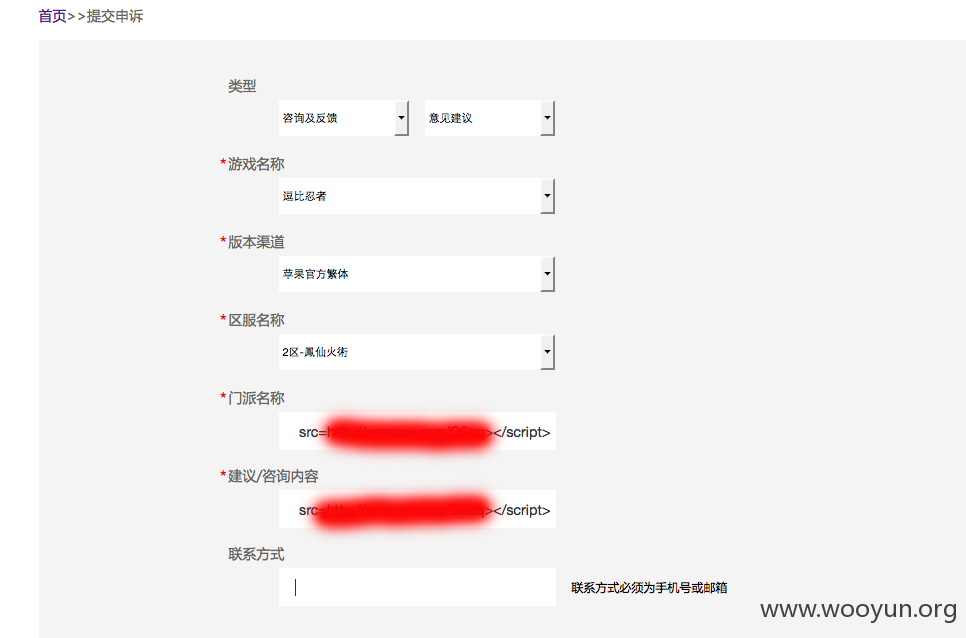 首页>>提交申诉
类型
咨询及反馈 意见建议
*游戏名称
逗比忍者
*版本渠道
苹果官方繁体
*区服名称
2区-鳳仙火術
*门派名称
src= ></script>
*建议/咨询内容
src= ></script>
联系方式
联系方式必须为手机号或邮箱
www.wooyun.org